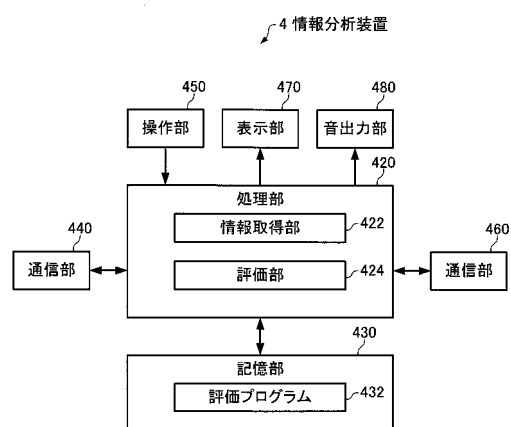 4 情報分析装置
450
470
480
操作部
表示部
音出力部
420
処理部
440
情報取得部
422
460
通信部
評価部
424
通信部
430
記憶部
評価プログラム
432